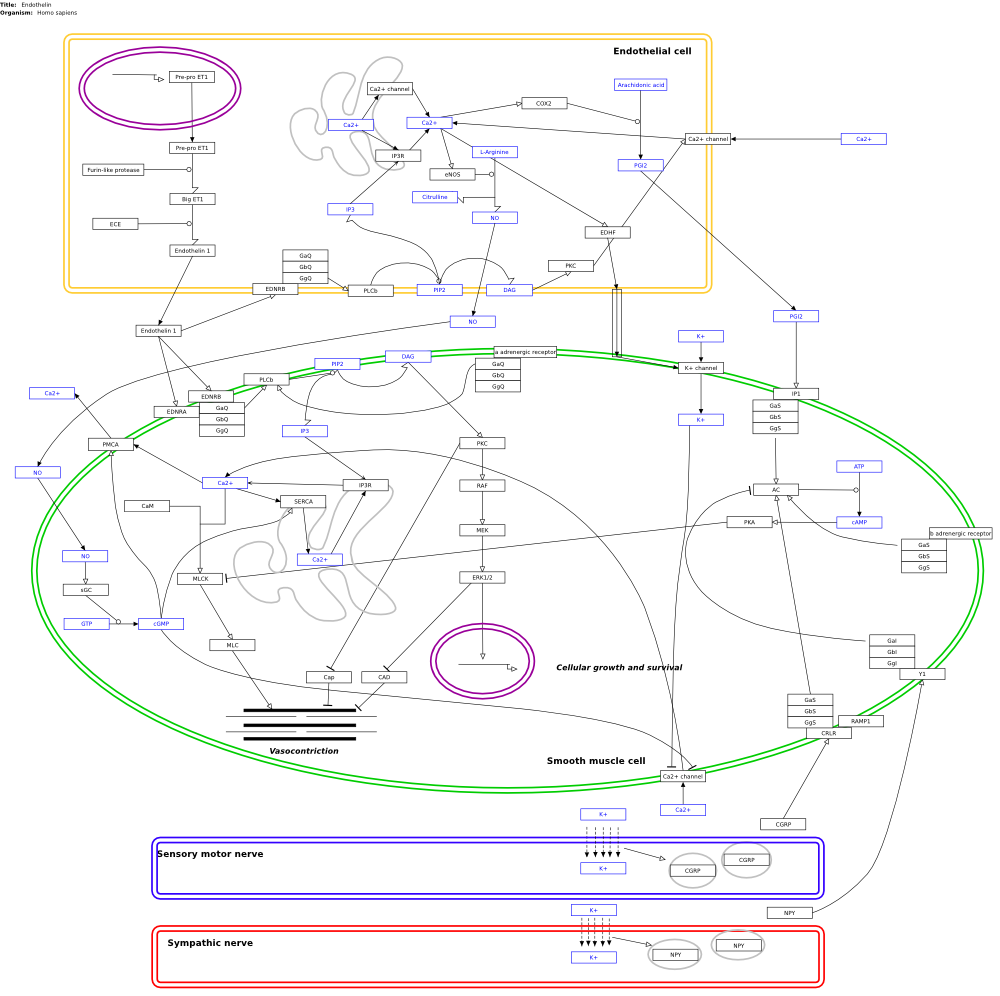 Title: Endothelin
Organism: Homo sapiens
Endothelial cell
Pre-pro ET1
Ca2+ channel
Arachidonic acid
COX2
Ca2+
Ca2+
Ca2+ channel
Ca2+
Pre-pro ET1
IP3R
L-Arginine
PGI2
Furin-like protease
eNOS
Big ET1
Citrulline
IP3
NO
ECE
EDHF
Endothelin 1
GaQ
GbQ
GgQ
PKC
EDNRB
PLCb
PIP2
DAG
NO
PGI2
Endothelin 1
K+
a adrenergic receptor
DAG
PIP2
GaQ
GbQ
GgQ
K+ channel
PLCb
Ca2+
EDNRB
IP1
EDNRA
GaQ
GbQ
GgQ
GaS
GbS
GgS
K+
IP3
PMCA
PKC
NO
ATP
Ca2+
IP3R
RAF
AC
SERCA
CaM
PKA
cAMP
MEK
b adrenergic receptor
GaS
GbS
GgS
NO
Ca2+
MLCK
ERK1/2
sGC
GTP
cGMP
MLC
GaI
GbI
GgI
Cellular growth and survival
Y1
Cap
CAD
GaS
GbS
GgS
RAMP1
CRLR
Vasocontriction
Smooth muscle cell
Ca2+ channel
Ca2+
K+
CGRP
Sensory motor nerve
K+
CGRP
CGRP
K+
NPY
Sympathic nerve
K+
NPY
NPY